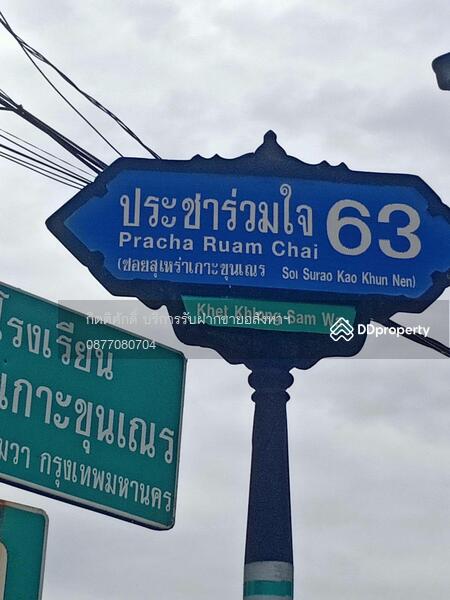 ประชาร่วมใจ 63
Pracha Ruam Chai
(ซอยสุเหร่าเกาะขุนเณร Soi Surao Kao Khun Nen)
Khet Khlong Sam W
กิตติศักดิ์ บริการรับฝากขายอสังหาฯ
0877080704
DDproperty
โรงเรียน
เกาะขุนเณร
มวา กรุงเทพมหานคร